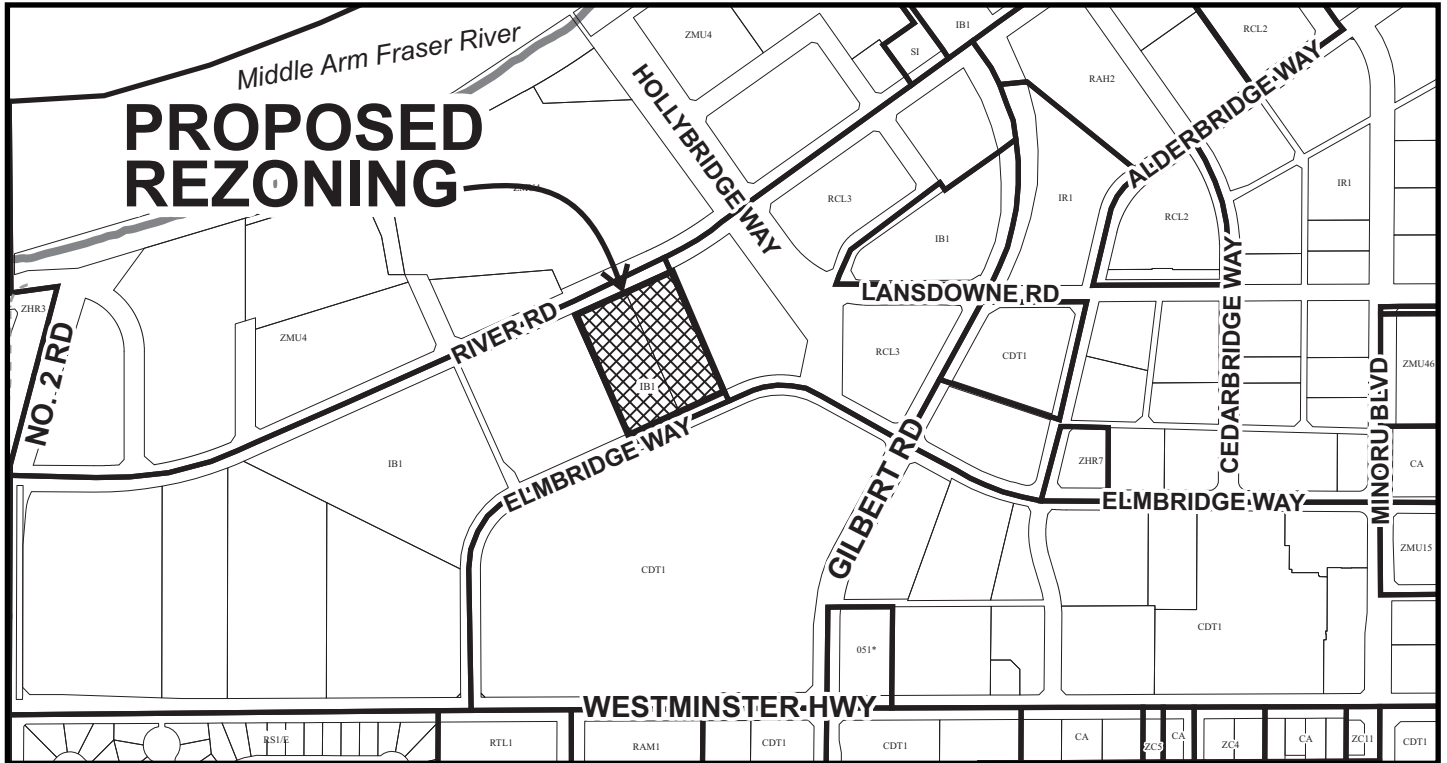 IB1
RCL2
ZMU4
SI
Middle Arm Fraser River
RAH2
HOLLYBRIDGE WAY
ALDERBRIDGE WAY
PROPOSED
REZONING
IR1
RCL3
IR1
RCL2
IB1
CEDARBRIDGE WAY
LANSDOWNE RD
ZHR3
NO. 2 RD
RIVER RD
ZMU4
RCL3
CDT1
MINORU BLVD
ZMU46
IB1
ELMBRIDGE WAY
GILBERT RD
IB1
ZHR7
CA
ELMBRIDGE WAY
ZMU15
CDT1
CDT1
051*
WESTMINSTER HWY
RS1/E
RTL1
RAM1
CDT1
CDT1
CA
ZC5
CA
ZC4
CA
ZC11
CDT1